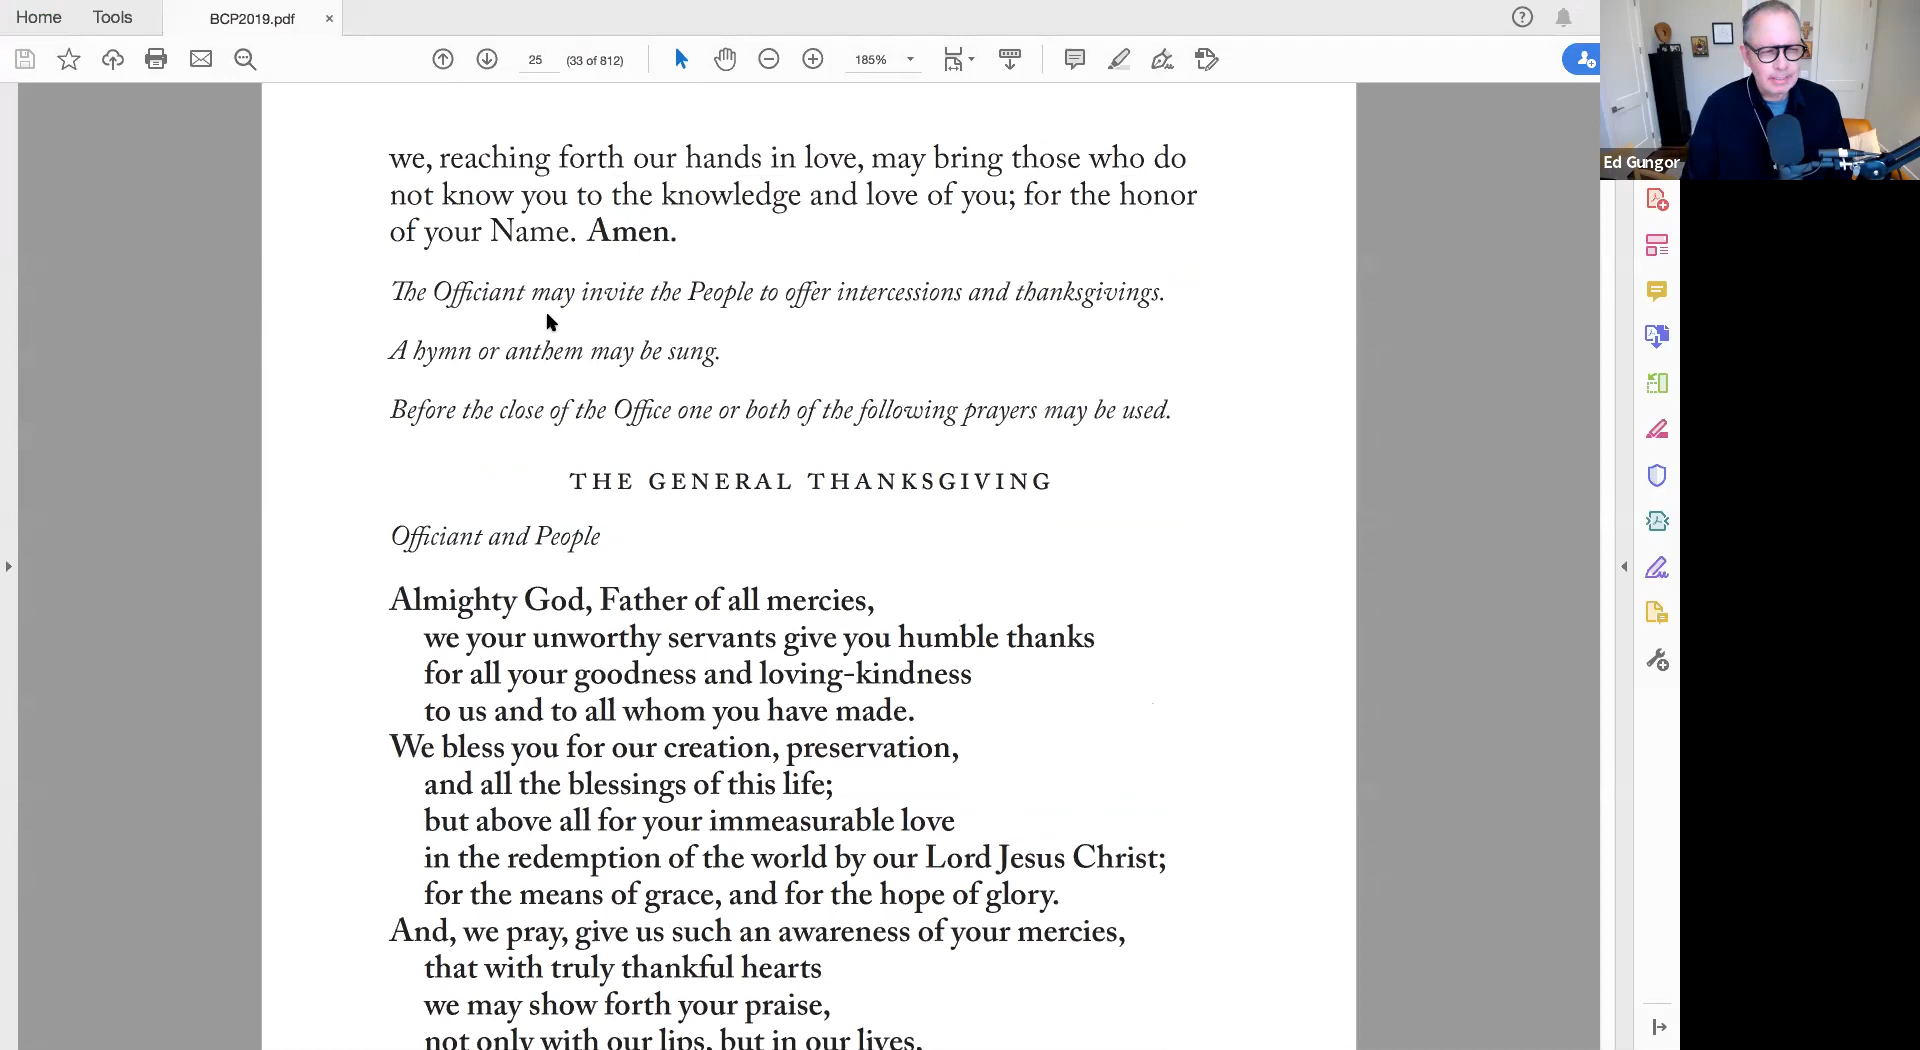 Home
Tools
BCP2019.pdf
25
(33 of 812)
185%
Ed Gungor
we, reaching forth our hands in love, may bring those who do
not know you to the knowledge and love of you; for the honor
of your Name. Amen.
The Officiant may invite the People to offer intercessions and thanksgivings.
A hymn or anthem may be sung.
Before the close of the Office one or both of the following prayers may be used.
THE GENERAL THANKSGIVING
Officiant and People
Almighty God, Father of all mercies,
we your unworthy servants give you humble thanks
for all your goodness and loving-kindness
to us and to all whom you have made.
We bless you for our creation, preservation,
and all the blessings of this life;
but above all for your immeasurable love
in the redemption of the world by our Lord Jesus Christ;
for the means of grace, and for the hope of glory.
And, we pray, give us such an awareness of your mercies,
that with truly thankful hearts
we may show forth your praise,
not only with our lips, but in our lives,